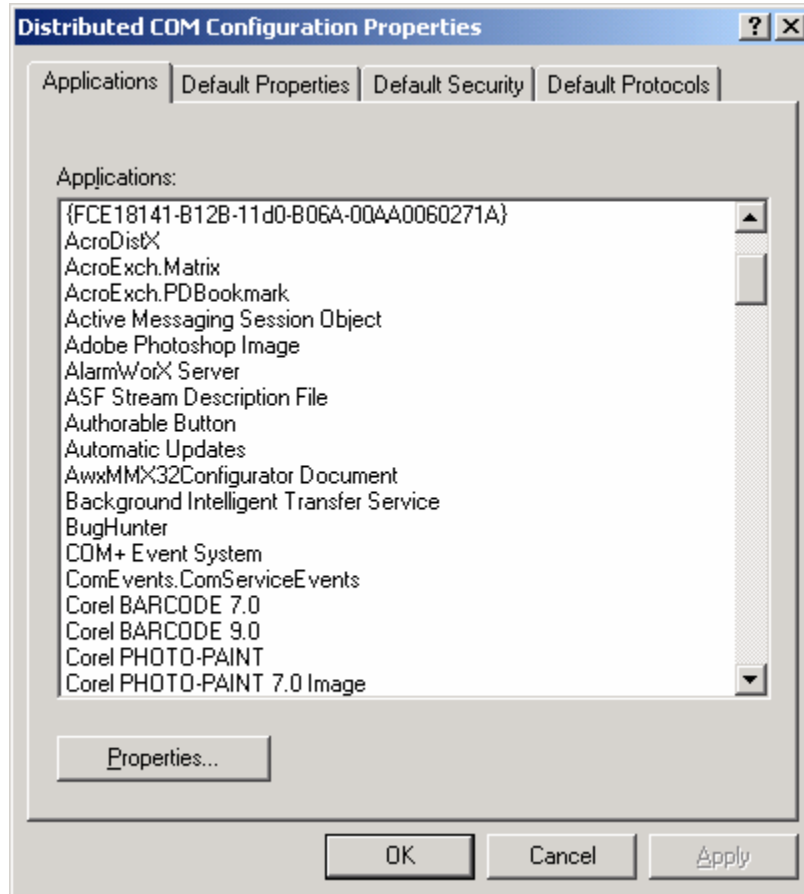 Distributed COM Configuration Properties
Applications Default Properties Default Security Default Protocols
Applications:
{FCE18141-B12B-11d0-B06A-00AA0060271A}
AcroDistX
AcroExch.Matrix
AcroExch.PDBookmark
Active Messaging Session Object
Adobe Photoshop Image
AlarmWorX Server
ASF Stream Description File
Authorable Button
Automatic Updates
AwxMMX32Configurator Document
Background Intelligent Transfer Service
BugHunter
COM+ Event System
ComEvents.ComServiceEvents
Corel BARCODE 7.0
Corel BARCODE 9.0
Corel PHOTO-PAINT
Corel PHOTO-PAINT 7.0 Image
Properties...
OK Cancel Apply